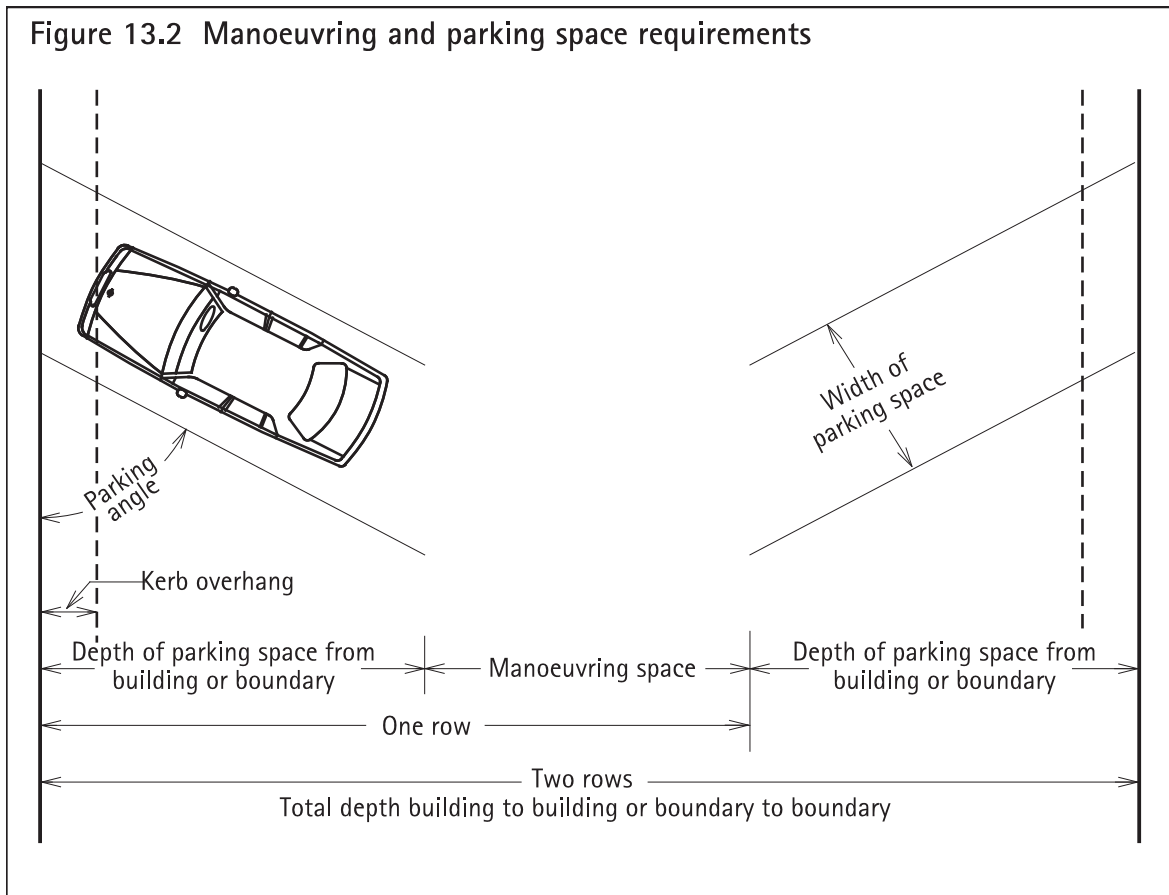 Figure 13.2 Manoeuvring and parking space requirements
Width of
parking space
Parking
angle
Kerb overhang
Depth of parking space from
building or boundary
Manoeuvring space
Depth of parking space from
building or boundary
One row
Two rows
Total depth building to building or boundary to boundary